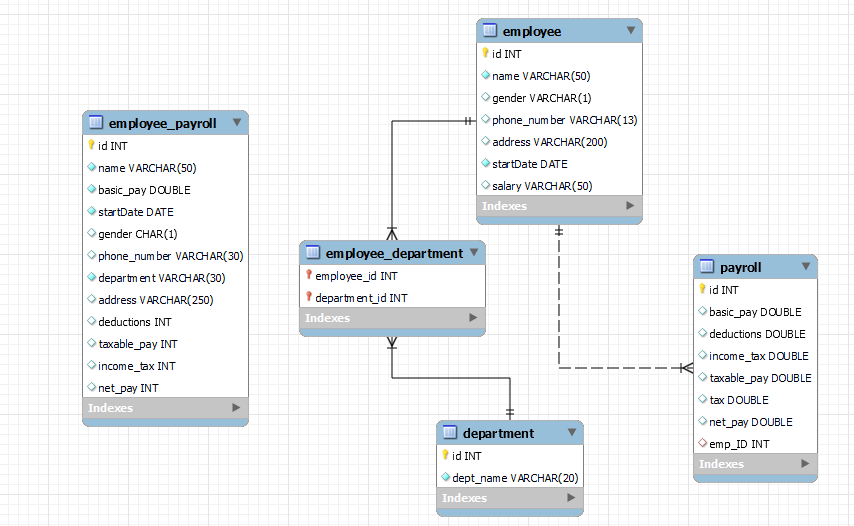 employee
id INT
name VARCHAR(50)
gender VARCHAR(1)
phone_number VARCHAR(13)
address VARCHAR(200)
startDate DATE
salary VARCHAR(50)
Indexes
employee_payroll
id INT
name VARCHAR(50)
basic_pay DOUBLE
startDate DATE
gender CHAR(1)
phone_number VARCHAR(30)
department VARCHAR(30)
address VARCHAR(250)
deductions INT
taxable_pay INT
income_tax INT
net_pay INT
Indexes
employee_department
employee_id INT
department_id INT
Indexes
payroll
id INT
basic_pay DOUBLE
deductions DOUBLE
income_tax DOUBLE
taxable_pay DOUBLE
tax DOUBLE
net_pay DOUBLE
emp_ID INT
Indexes
department
id INT
dept_name VARCHAR(20)
Indexes